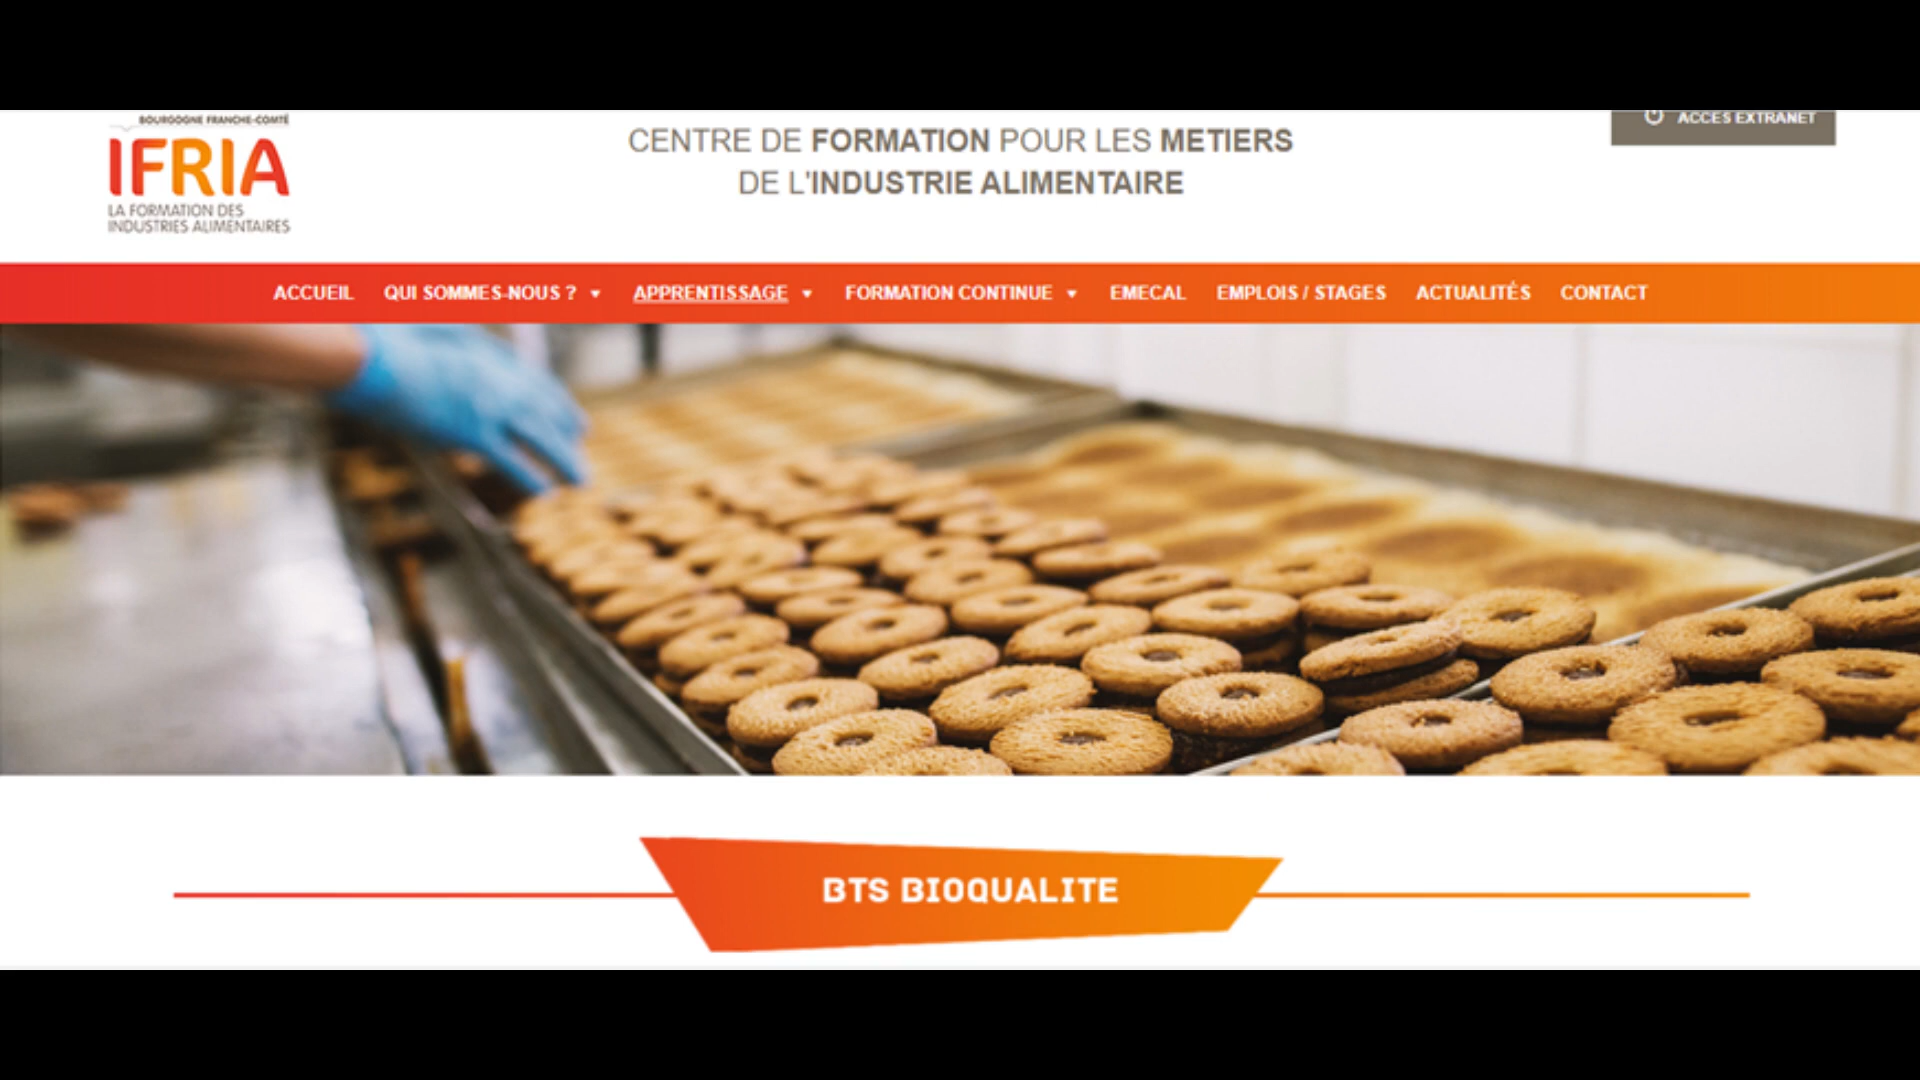 BOURGOGNE FRANCHE-COMTÉ
IFRIA
LA FORMATION DES
INDUSTRIES ALIMENTAIRES
CENTRE DE FORMATION POUR LES METIERS
DE L'INDUSTRIE ALIMENTAIRE
ACCES EXTRANET
ACCUEIL QUI SOMMES-NOUS ? APPRENTISSAGE FORMATION CONTINUE EMECAL EMPLOIS / STAGES ACTUALITÉS CONTACT
BTS BIOQUALITE